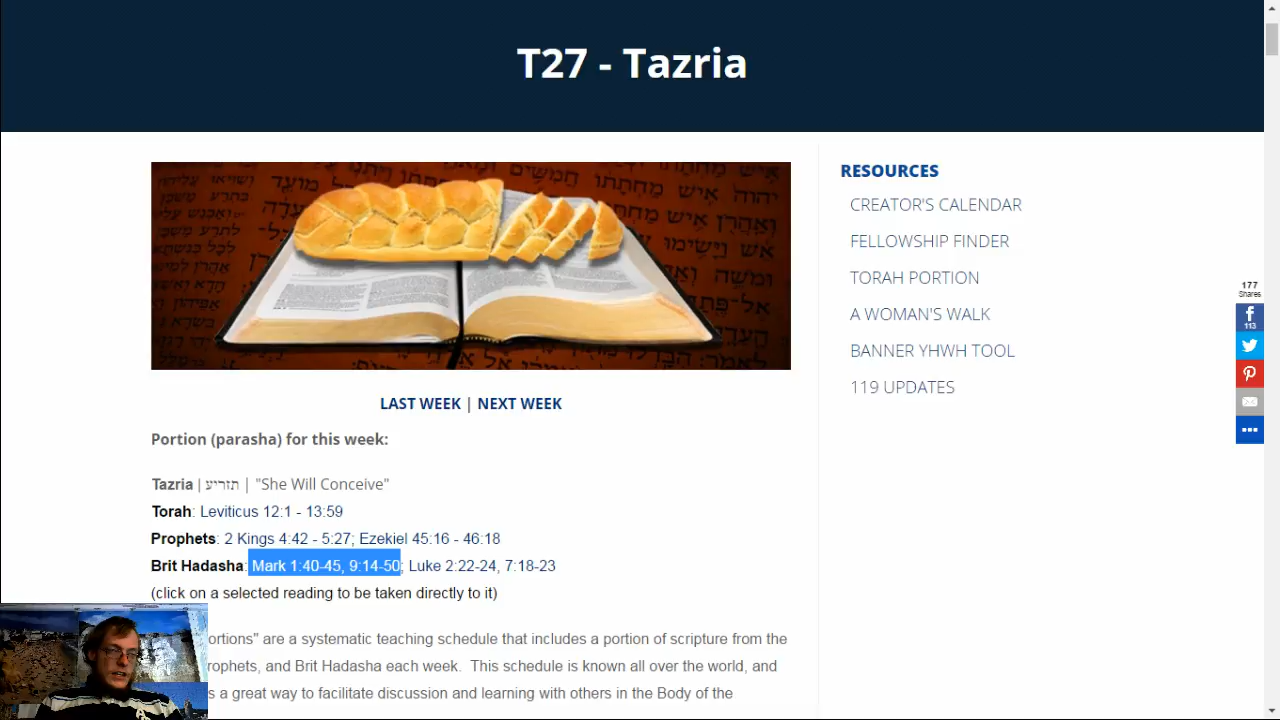 T27 - Tazria
RESOURCES
CREATOR'S CALENDAR
FELLOWSHIP FINDER
TORAH PORTION
A WOMAN'S WALK
BANNER YHWH TOOL
119 UPDATES
177
Shares
113
LAST WEEK | NEXT WEEK
Portion (parasha) for this week:
Tazria | תזריע | "She Will Conceive"
Torah: Leviticus 12:1 - 13:59
Prophets: 2 Kings 4:42 - 5:27; Ezekiel 45:16 - 46:18
Brit Hadasha: Mark 1:40-45, 9:14-50; Luke 2:22-24, 7:18-23
(click on a selected reading to be taken directly to it)
ortions" are a systematic teaching schedule that includes a portion of scripture from the
rophets, and Brit Hadasha each week. This schedule is known all over the world, and
s a great way to facilitate discussion and learning with others in the Body of the